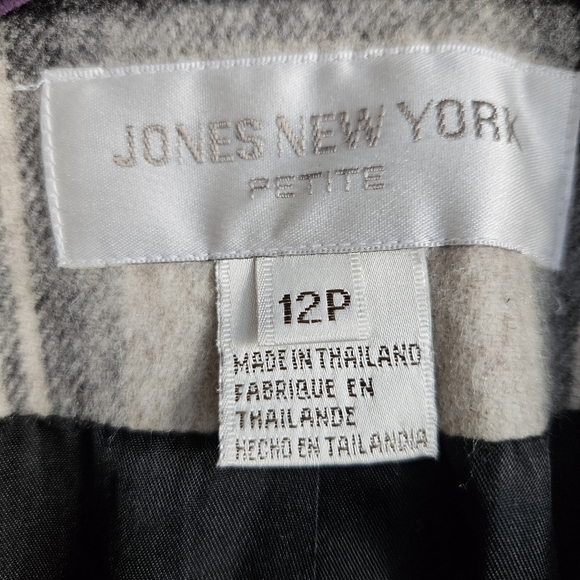 JONES NEW YORK
PETITE
12P
MADE IN THAILAND
FABRIQUE EN
THAILANDE
HECHO EN TAILANDIA